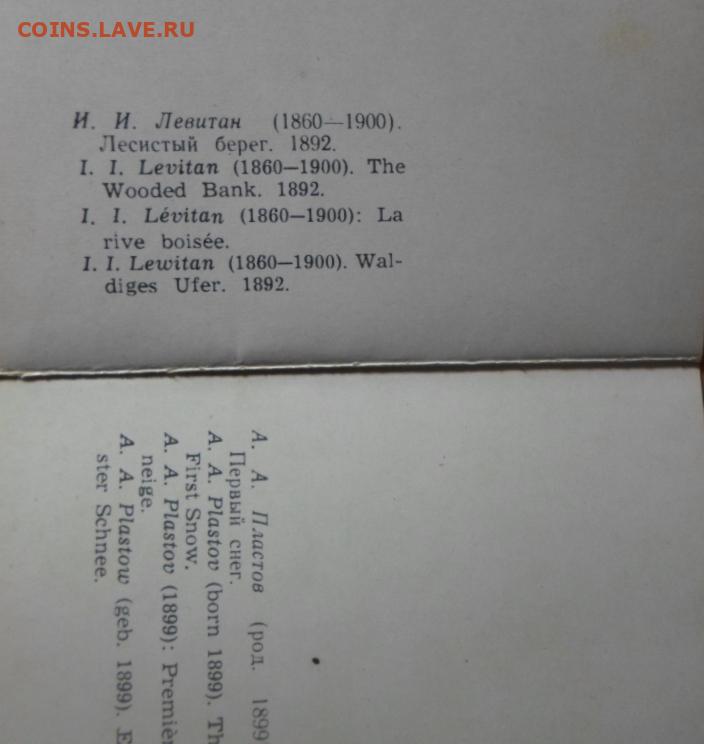 COINS.LAVE.RU
И. И. Левитан (1860—1900).
Лесистый берег. 1892.
I. I. Levitan (1860—1900). The
Wooded Bank. 1892.
I. I. Lévitan (1860—1900): La
rive boisée.
I. I. Lewitan (1860—1900). Wal-
diges Ufer. 1892.
А. А. Пластов (род. 1899
Первый снег.
A. A. Plastov (born 1899). Th
First Snow.
A. A. Plastov (1899): Premièr
neige.
A. A. Plastow (geb. 1899). E
ster Schnee.